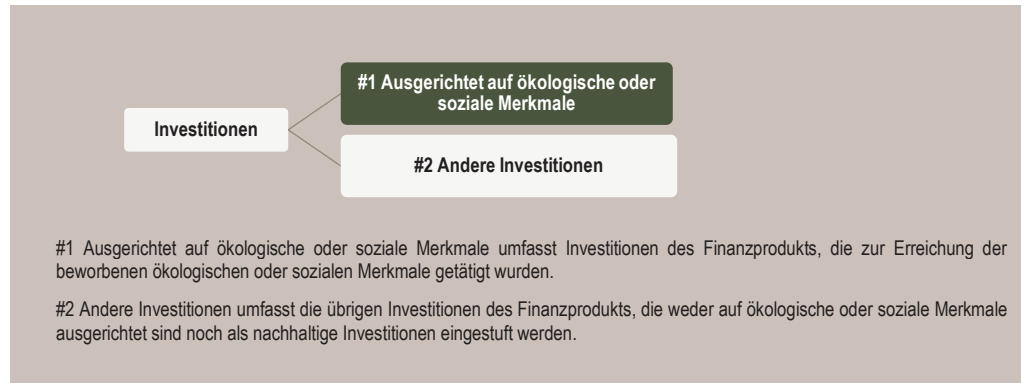 #1 Ausgerichtet auf ökologische oder
soziale Merkmale
Investitionen
#2 Andere Investitionen
#1 Ausgerichtet auf ökologische oder soziale Merkmale umfasst Investitionen des Finanzprodukts, die zur Erreichung der
beworbenen ökologischen oder sozialen Merkmale getätigt wurden.
#2 Andere Investitionen umfasst die übrigen Investitionen des Finanzprodukts, die weder auf ökologische oder soziale Merkmale
ausgerichtet sind noch als nachhaltige Investitionen eingestuft werden.